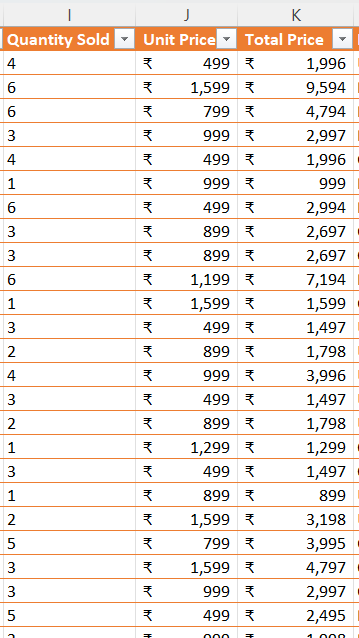 I J K
Quantity Sold Unit Price Total Price
4 ₹ 499 ₹ 1,996
6 ₹ 1,599 ₹ 9,594
6 ₹ 799 ₹ 4,794
3 ₹ 999 ₹ 2,997
4 ₹ 499 ₹ 1,996
1 ₹ 999 ₹ 999
6 ₹ 499 ₹ 2,994
3 ₹ 899 ₹ 2,697
3 ₹ 899 ₹ 2,697
6 ₹ 1,199 ₹ 7,194
1 ₹ 1,599 ₹ 1,599
3 ₹ 499 ₹ 1,497
2 ₹ 899 ₹ 1,798
4 ₹ 999 ₹ 3,996
3 ₹ 499 ₹ 1,497
2 ₹ 899 ₹ 1,798
1 ₹ 1,299 ₹ 1,299
3 ₹ 499 ₹ 1,497
1 ₹ 899 ₹ 899
2 ₹ 1,599 ₹ 3,198
5 ₹ 799 ₹ 3,995
3 ₹ 1,599 ₹ 4,797
3 ₹ 999 ₹ 2,997
5 ₹ 499 ₹ 2,495